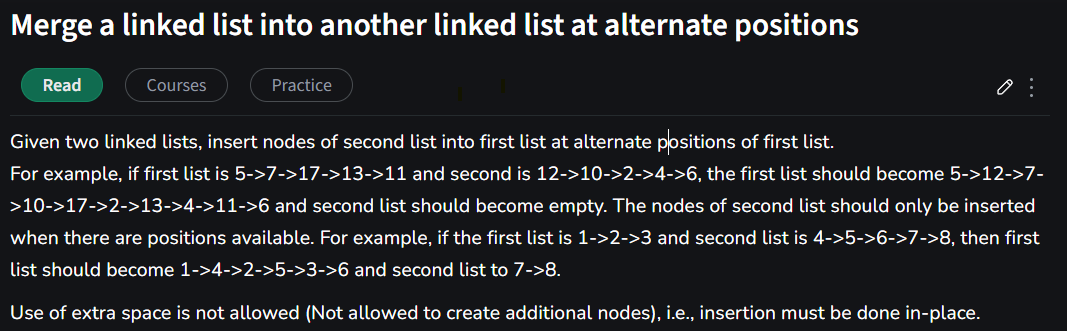 Merge a linked list into another linked list at alternate positions
Read Courses Practice
Given two linked lists, insert nodes of second list into first list at alternate positions of first list.
For example, if first list is 5->7->17->13->11 and second is 12->10->2->4->6, the first list should become 5->12->7-
>10->17->2->13->4->11->6 and second list should become empty. The nodes of second list should only be inserted
when there are positions available. For example, if the first list is 1->2->3 and second list is 4->5->6->7->8, then first
list should become 1->4->2->5->3->6 and second list to 7->8.
Use of extra space is not allowed (Not allowed to create additional nodes), i.e., insertion must be done in-place.